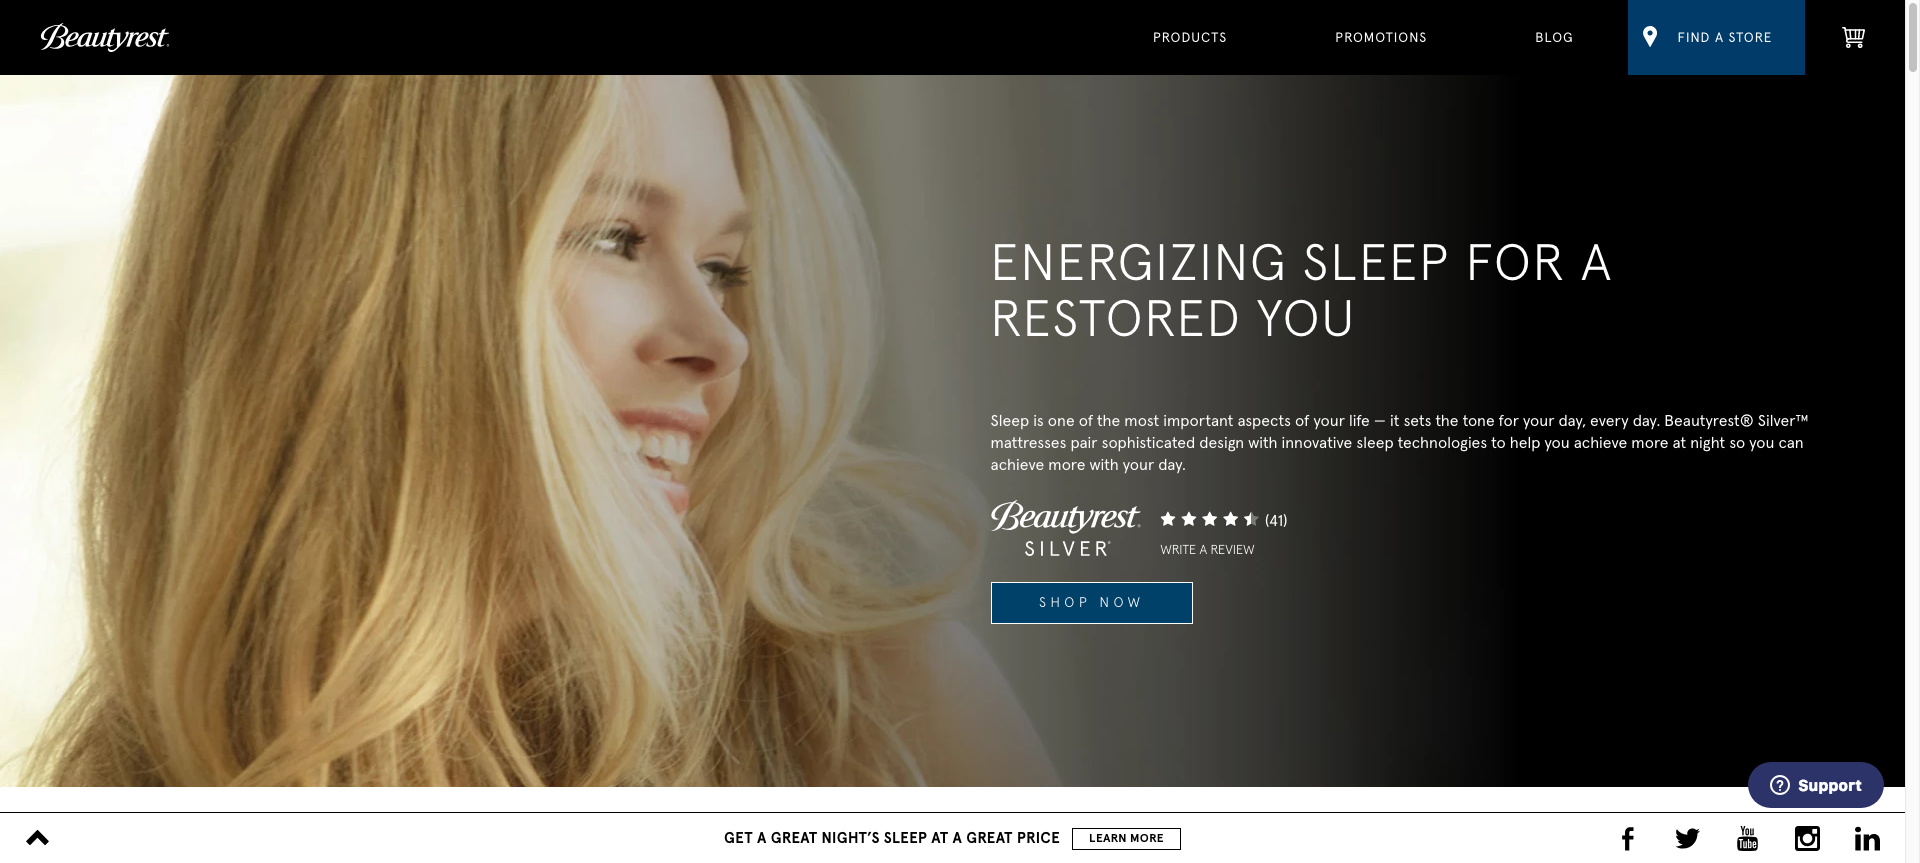 Beautyrest
PRODUCTS
PROMOTIONS
BLOG
FIND A STORE
ENERGIZING SLEEP FOR A
RESTORED YOU
Sleep is one of the most important aspects of your life — it sets the tone for your day, every day. Beautyrest® Silver™
mattresses pair sophisticated design with innovative sleep technologies to help you achieve more at night so you can
achieve more with your day.
Beautyrest
SILVER
(41)
WRITE A REVIEW
SHOP NOW
Support
GET A GREAT NIGHT’S SLEEP AT A GREAT PRICE
LEARN MORE
You
Tube